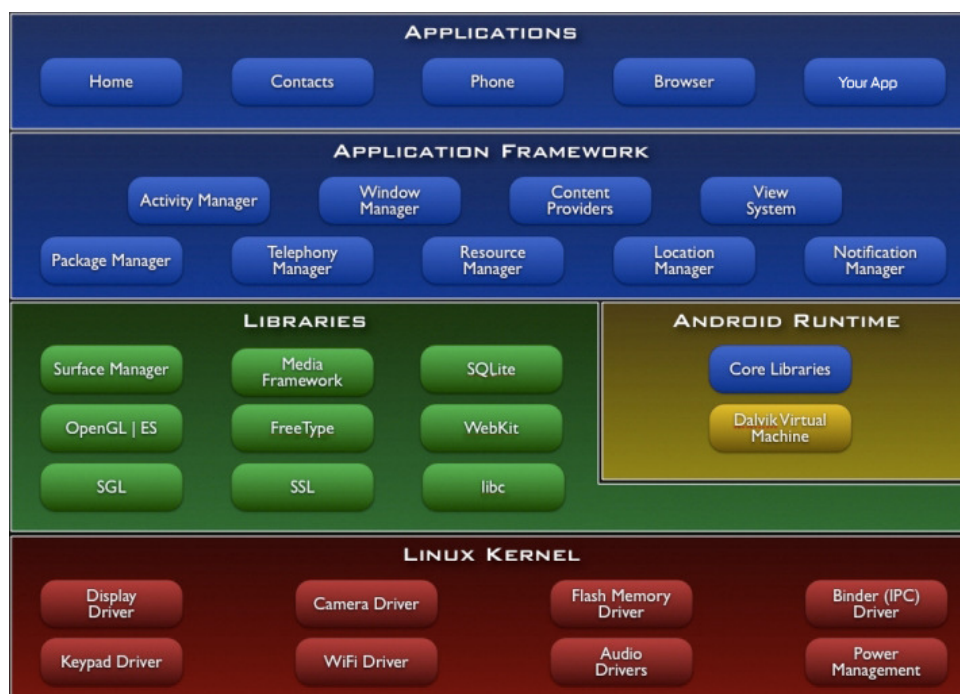 APPLICATIONS
Home
Contacts
Phone
Browser
Your App
APPLICATION FRAMEWORK
Activity Manager
Window
Manager
Content
Providers
View
System
Package Manager
Telephony
Manager
Resource
Manager
Location
Manager
Notification
Manager
LIBRARIES
Surface Manager
Media
Framework
SQLite
OpenGL | ES
FreeType
WebKit
SGL
SSL
libc
ANDROID RUNTIME
Core Libraries
Dalvik Virtual
Machine
LINUX KERNEL
Display
Driver
Camera Driver
Flash Memory
Driver
Binder (IPC)
Driver
Keypad Driver
WiFi Driver
Audio
Drivers
Power
Management